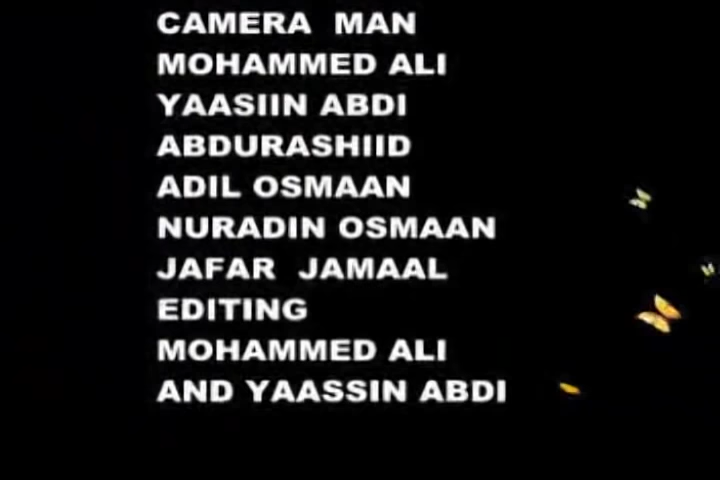 CAMERA MAN
MOHAMMED ALI
YAASIIN ABDI
ABDURASHIID
ADIL OSMAAN
NURADIN OSMAAN
JAFAR JAMAAL
EDITING
MOHAMMED ALI
AND YAASSIN ABDI